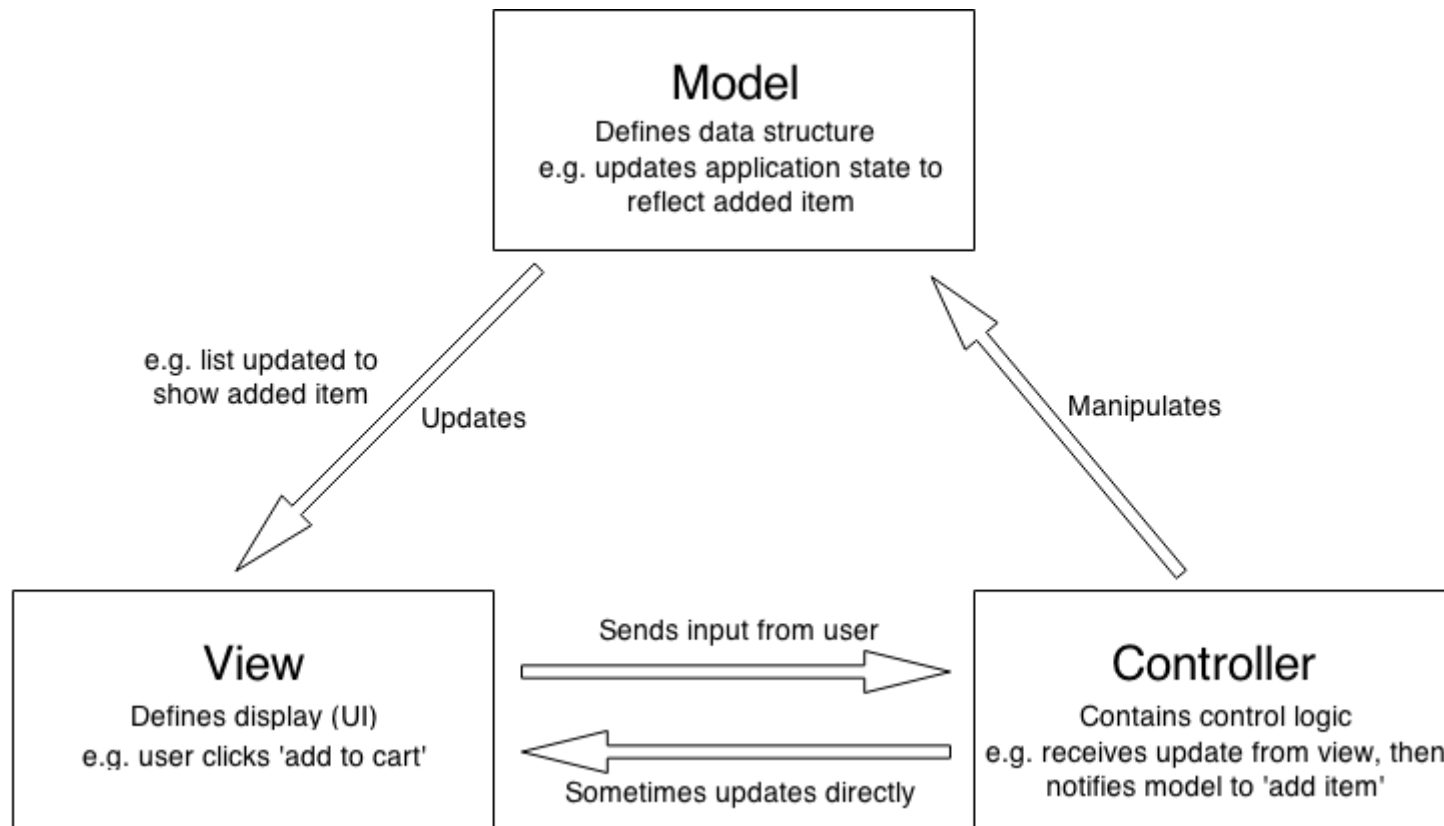 Model
Defines data structure
e.g. updates application state to
reflect added item
e.g. list updated to
show added item
Updates
Manipulates
View
Defines display (UI)
e.g. user clicks 'add to cart'
Sends input from user
Sometimes updates directly
Controller
Contains control logic
e.g. receives update from view, then
notifies model to 'add item'